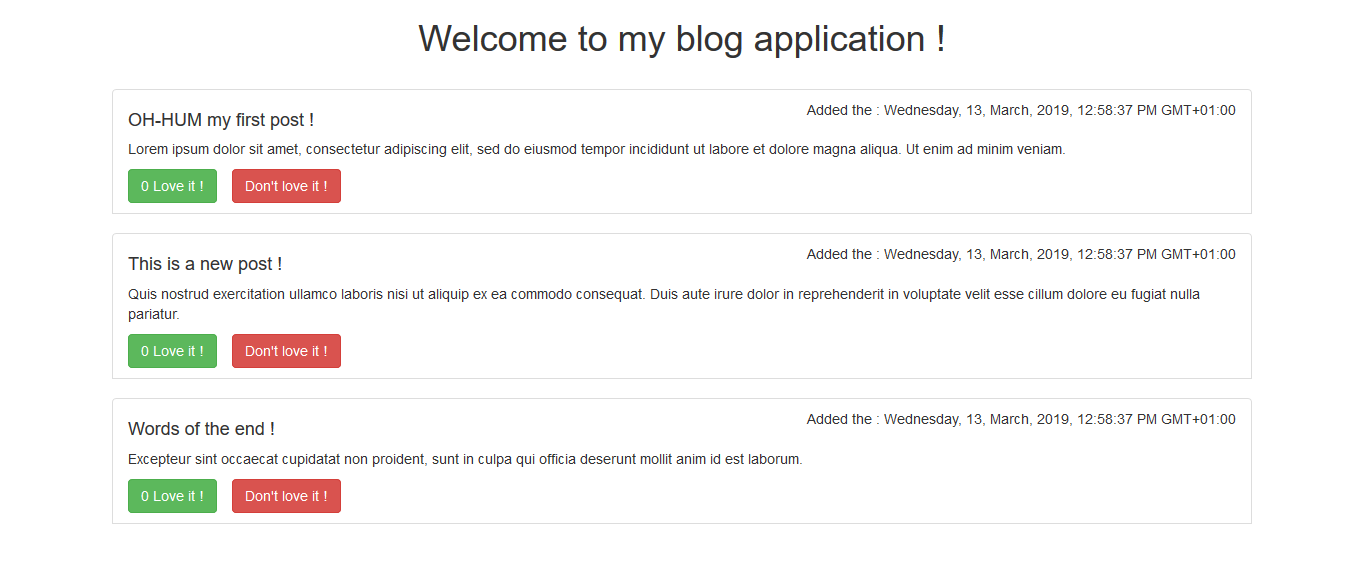 Welcome to my blog application !
OH-HUM my first post !
Added the : Wednesday, 13, March, 2019, 12:58:37 PM GMT+01:00
Lorem ipsum dolor sit amet, consectetur adipiscing elit, sed do eiusmod tempor incididunt ut labore et dolore magna aliqua. Ut enim ad minim veniam.
0 Love it !
Don't love it !
This is a new post !
Added the : Wednesday, 13, March, 2019, 12:58:37 PM GMT+01:00
Quis nostrud exercitation ullamco laboris nisi ut aliquip ex ea commodo consequat. Duis aute irure dolor in reprehenderit in voluptate velit esse cillum dolore eu fugiat nulla
pariatur.
0 Love it !
Don't love it !
Words of the end !
Added the : Wednesday, 13, March, 2019, 12:58:37 PM GMT+01:00
Excepteur sint occaecat cupidatat non proident, sunt in culpa qui officia deserunt mollit anim id est laborum.
0 Love it !
Don't love it !